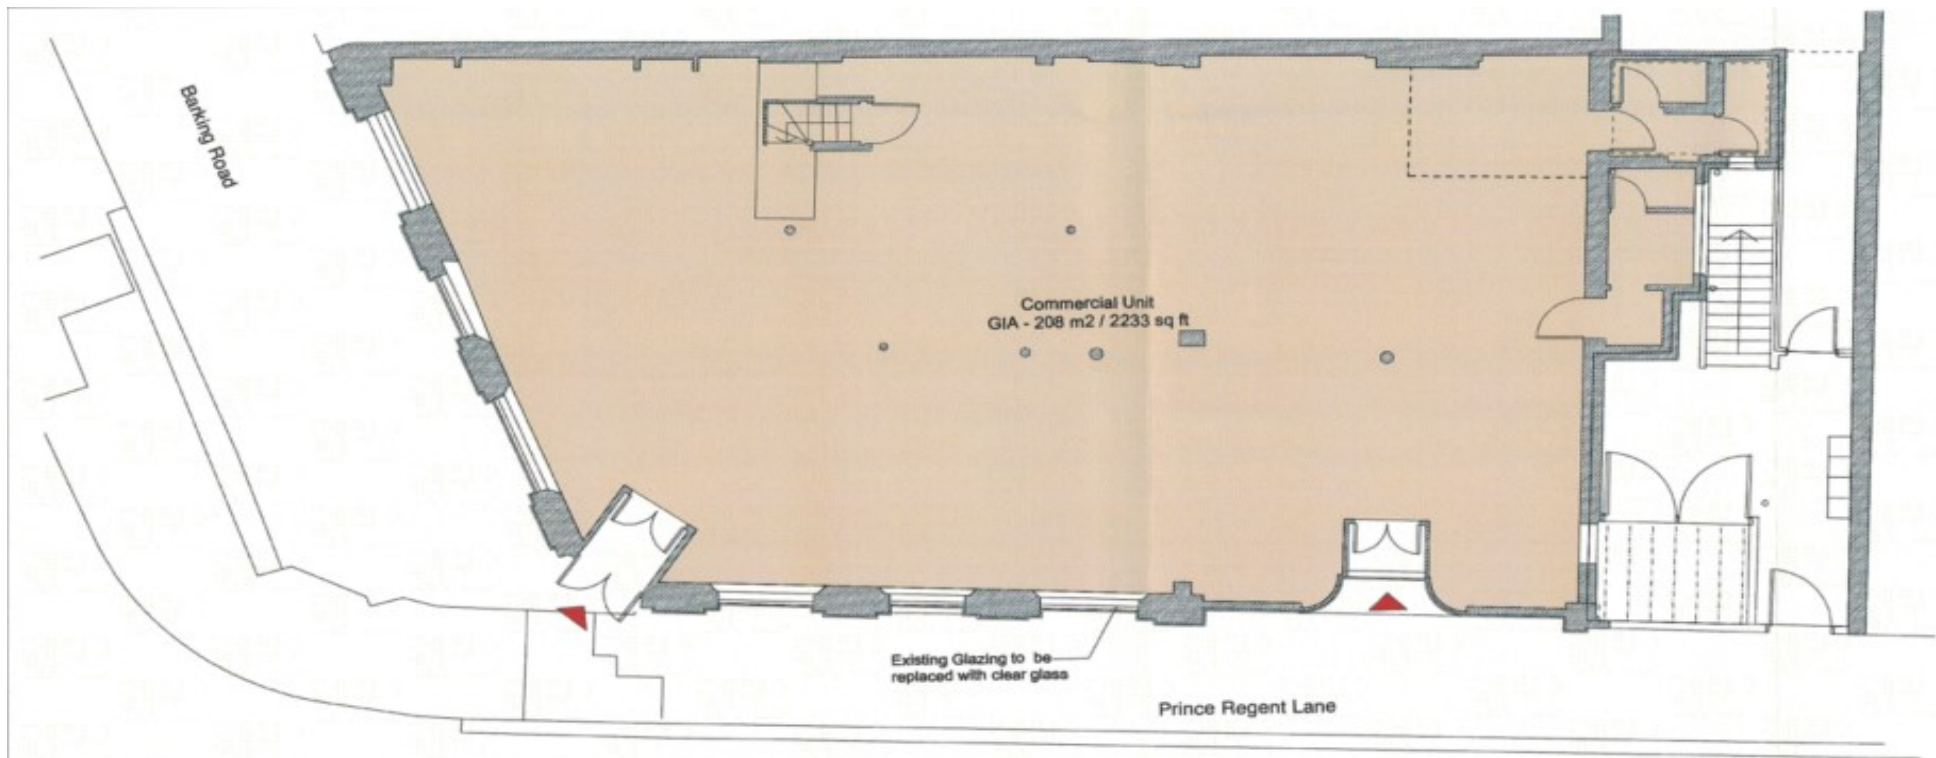 Barking Road
Commercial Unit
GIA - 208 m2 / 2233 sq ft
Existing Glazing to be
replaced with clear glass
Prince Regent Lane